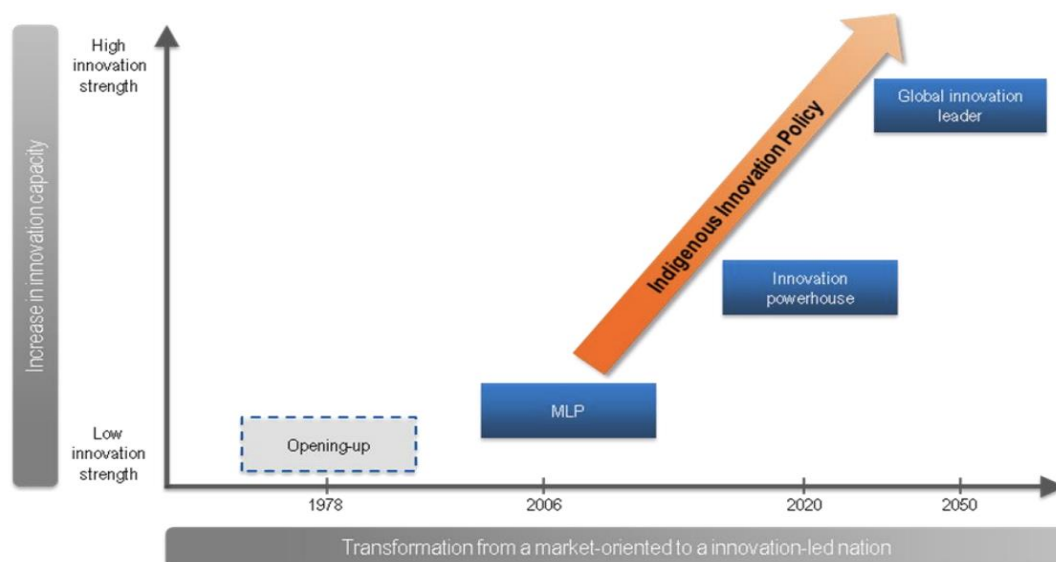 High
innovation
strength
Increase in innovation capacity
Low
innovation
strength
Indigenous Innovation Policy
Global innovation
leader
Innovation
powerhouse
MLP
Opening-up
1978
2006
2020
2050
Transformation from a market-oriented to a innovation-led nation